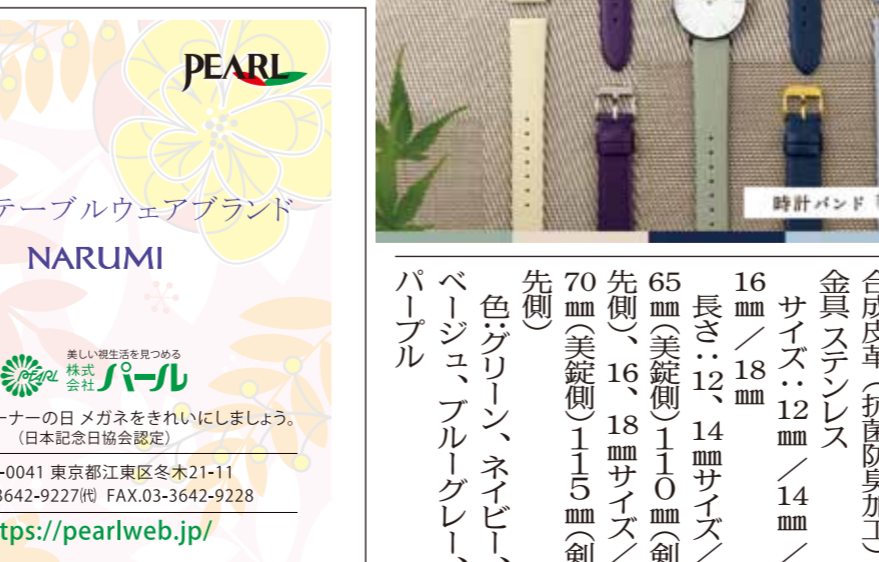 PEARL
テーブルウェアブランド
NARUMI
美しい視生活を見つめる
PEARL 株式会社 パール
ーナーの日 メガネをきれいにしましょう。
（日本記念日協会認定）
-0041 東京都江東区冬木21-11
3642-9227㈹ FAX.03-3642-9228
tps://pearlweb.jp/
時計バンド
合成皮革（抗菌防臭加工）
金具 ステンレス
サイズ：12㎜／14㎜／
16㎜／18㎜
長さ：12、14㎜サイズ／
65㎜（美錠側）110㎜（剣
先側）、16、18㎜サイズ／
70㎜（美錠側）115㎜（剣
先側）
色：グリーン、ネイビー、
ベージュ、ブルーグレー、
パープル